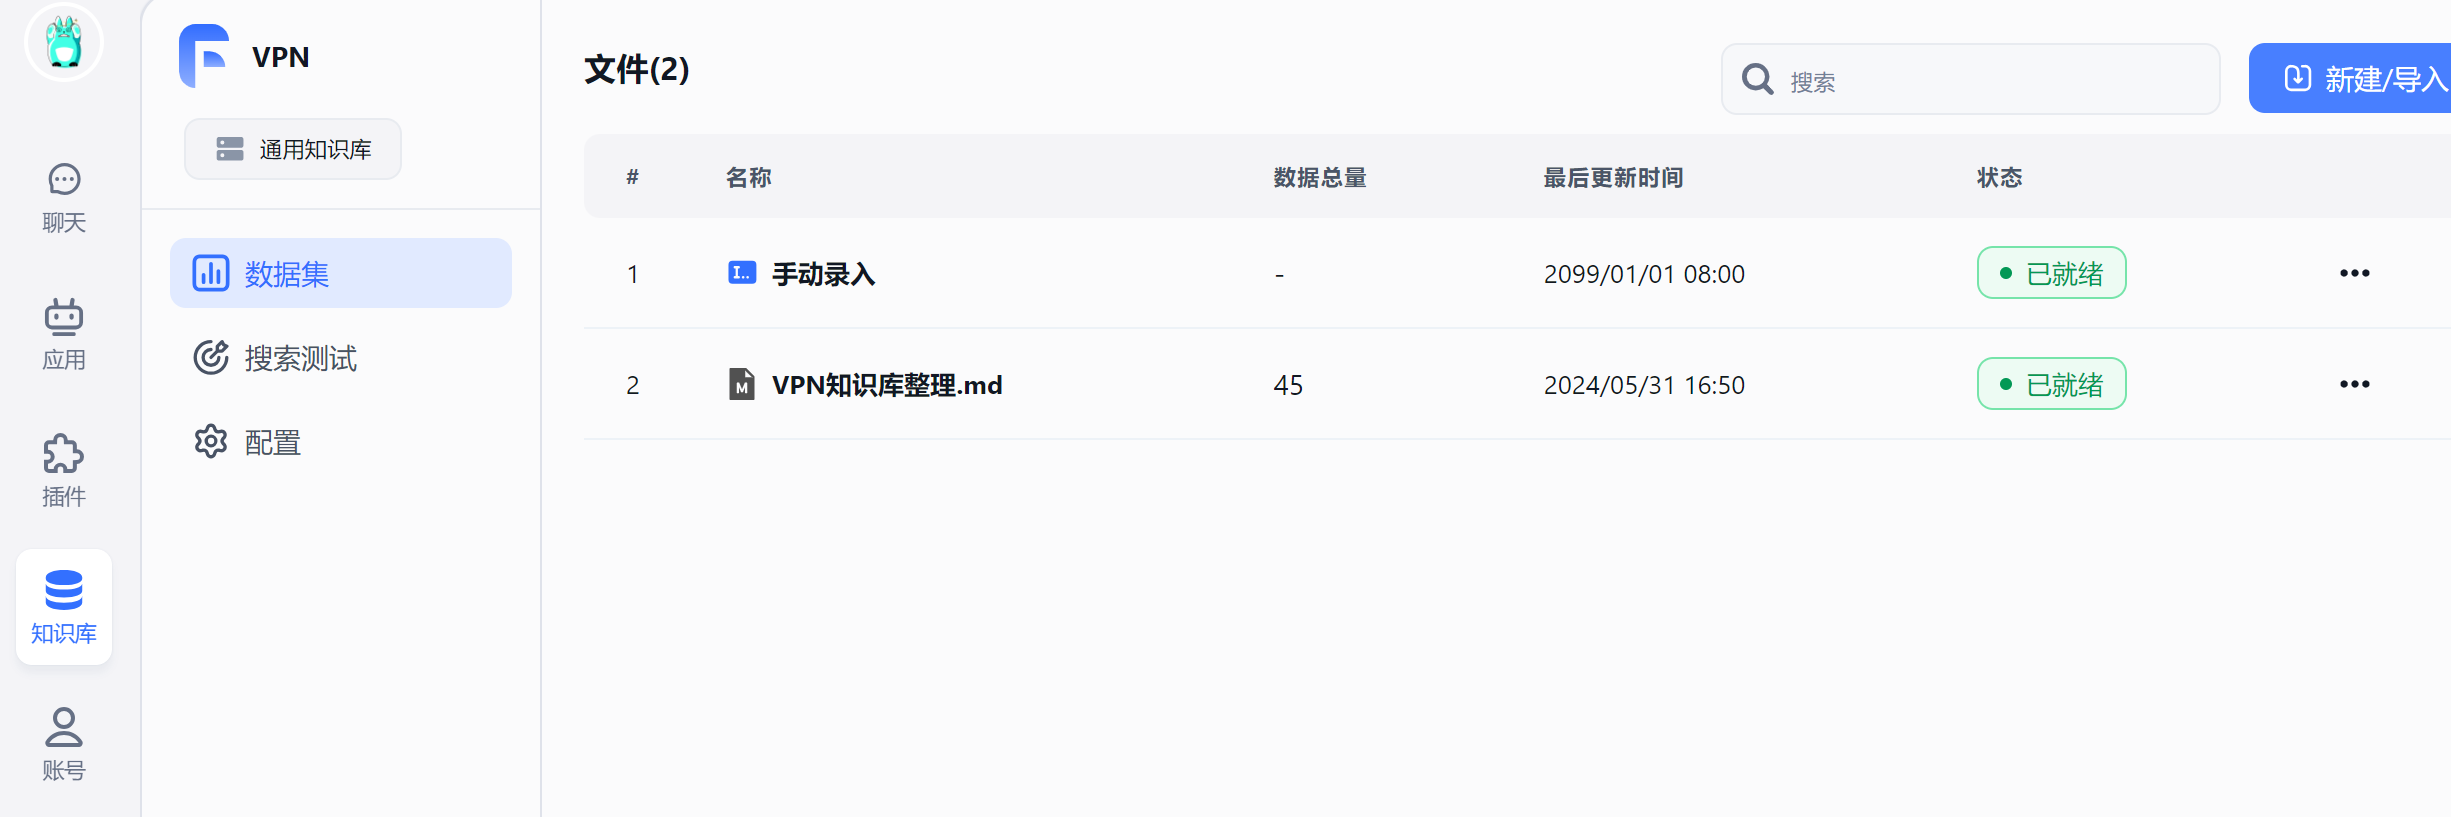 VPN
通用知识库
聊天
应用
插件
知识库
账号
数据集
搜索测试
配置
文件(2)
搜索
新建/导入
# 名称 数据总量 最后更新时间 状态
1 手动录入 - 2099/01/01 08:00 已就绪
2 VPN知识库整理.md 45 2024/05/31 16:50 已就绪